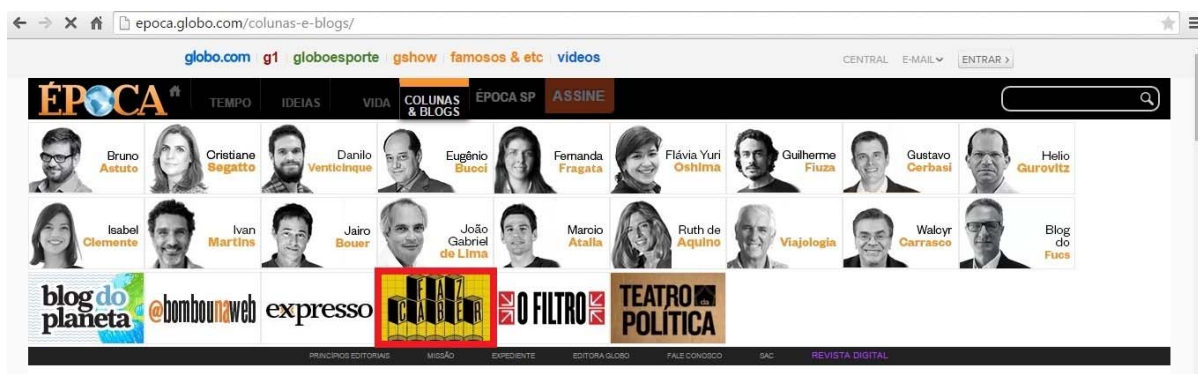 epoca.globo.com/colunas-e-blogs/
globo.com g1 globoesporte gshow famosos & etc vídeos
CENTRAL E-MAIL ENTRAR >
ÉPOCA TEMPO IDEIAS VIDA COLUNAS ÉPOCA SP ASSINE
& BLOGS
Bruno Astuto
Cristiane Segatto
Danilo Venticinque
Eugênio Bucci
Fernanda Fragata
Flávia Yuri Oshima
Guilherme Fiuza
Gustavo Cerbasi
Helio Gurovitz
Isabel Clemente
Ivan Martins
Jairo Bouer
João Gabriel de Lima
Marcio Atalla
Ruth de Aquino
Viajologia
Walcyr Carrasco
Blog do Fucs
blog do planeta
@bombounaweb
expresso
FAZ CABER
O FILTRO
TEATRO da POLÍTICA
PRINCÍPIOS EDITORIAIS MISSÃO EXPEDIENTE EDITORA GLOBO FALE CONOSCO SAC REVISTA DIGITAL